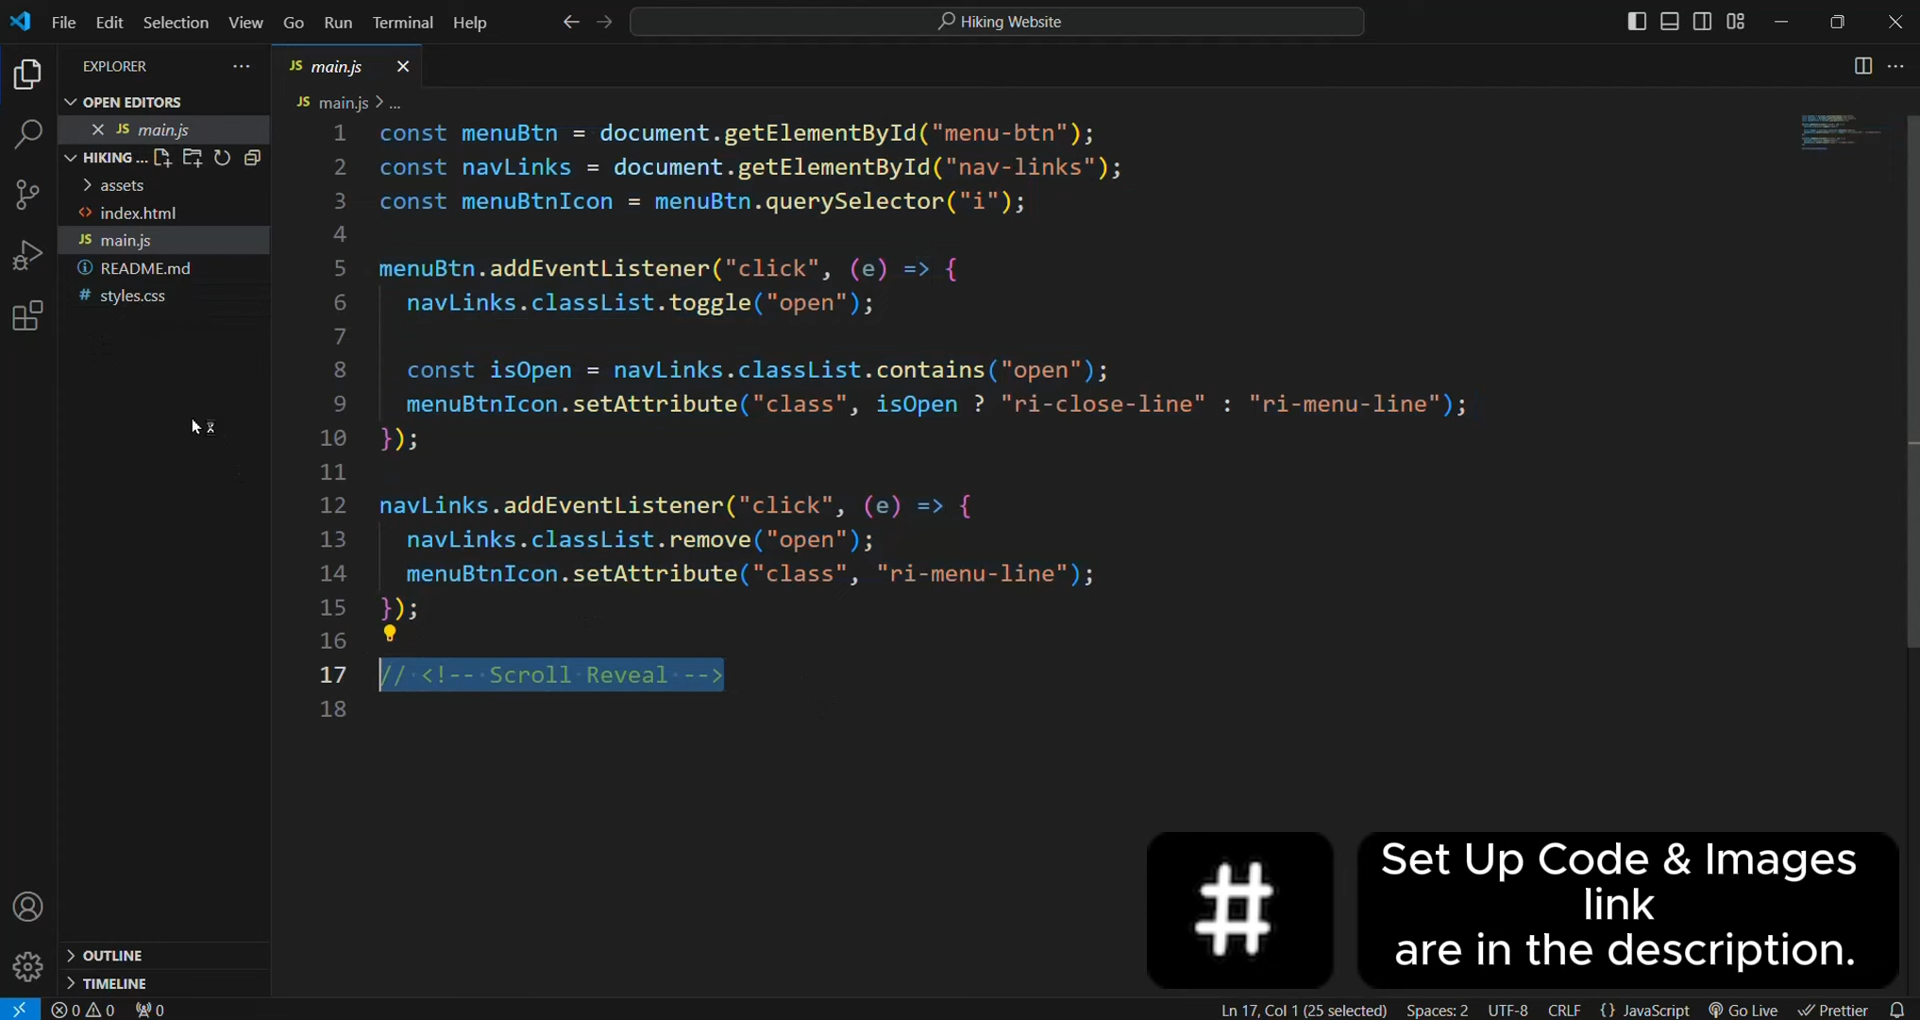 File Edit Selection View Go Run Terminal Help
Hiking Website
EXPLORER
OPEN EDITORS
JS main.js
HIKING ...
assets
<> index.html
JS main.js
README.md
# styles.css
OUTLINE
TIMELINE
JS main.js
JS main.js > ...
1 const menuBtn = document.getElementById("menu-btn");
2 const navLinks = document.getElementById("nav-links");
3 const menuBtnIcon = menuBtn.querySelector("i");
4
5 menuBtn.addEventListener("click", (e) => {
6 navLinks.classList.toggle("open");
7
8 const isOpen = navLinks.classList.contains("open");
9 menuBtnIcon.setAttribute("class", isOpen ? "ri-close-line" : "ri-menu-line");
10 });
11
12 navLinks.addEventListener("click", (e) => {
13 navLinks.classList.remove("open");
14 menuBtnIcon.setAttribute("class", "ri-menu-line");
15 });
16
17 // <!-- Scroll Reveal -->
18
#
Set Up Code & Images
link
are in the description.
0 0 0
Ln 17, Col 1 (25 selected) Spaces: 2 UTF-8 CRLF {} JavaScript Go Live Prettier